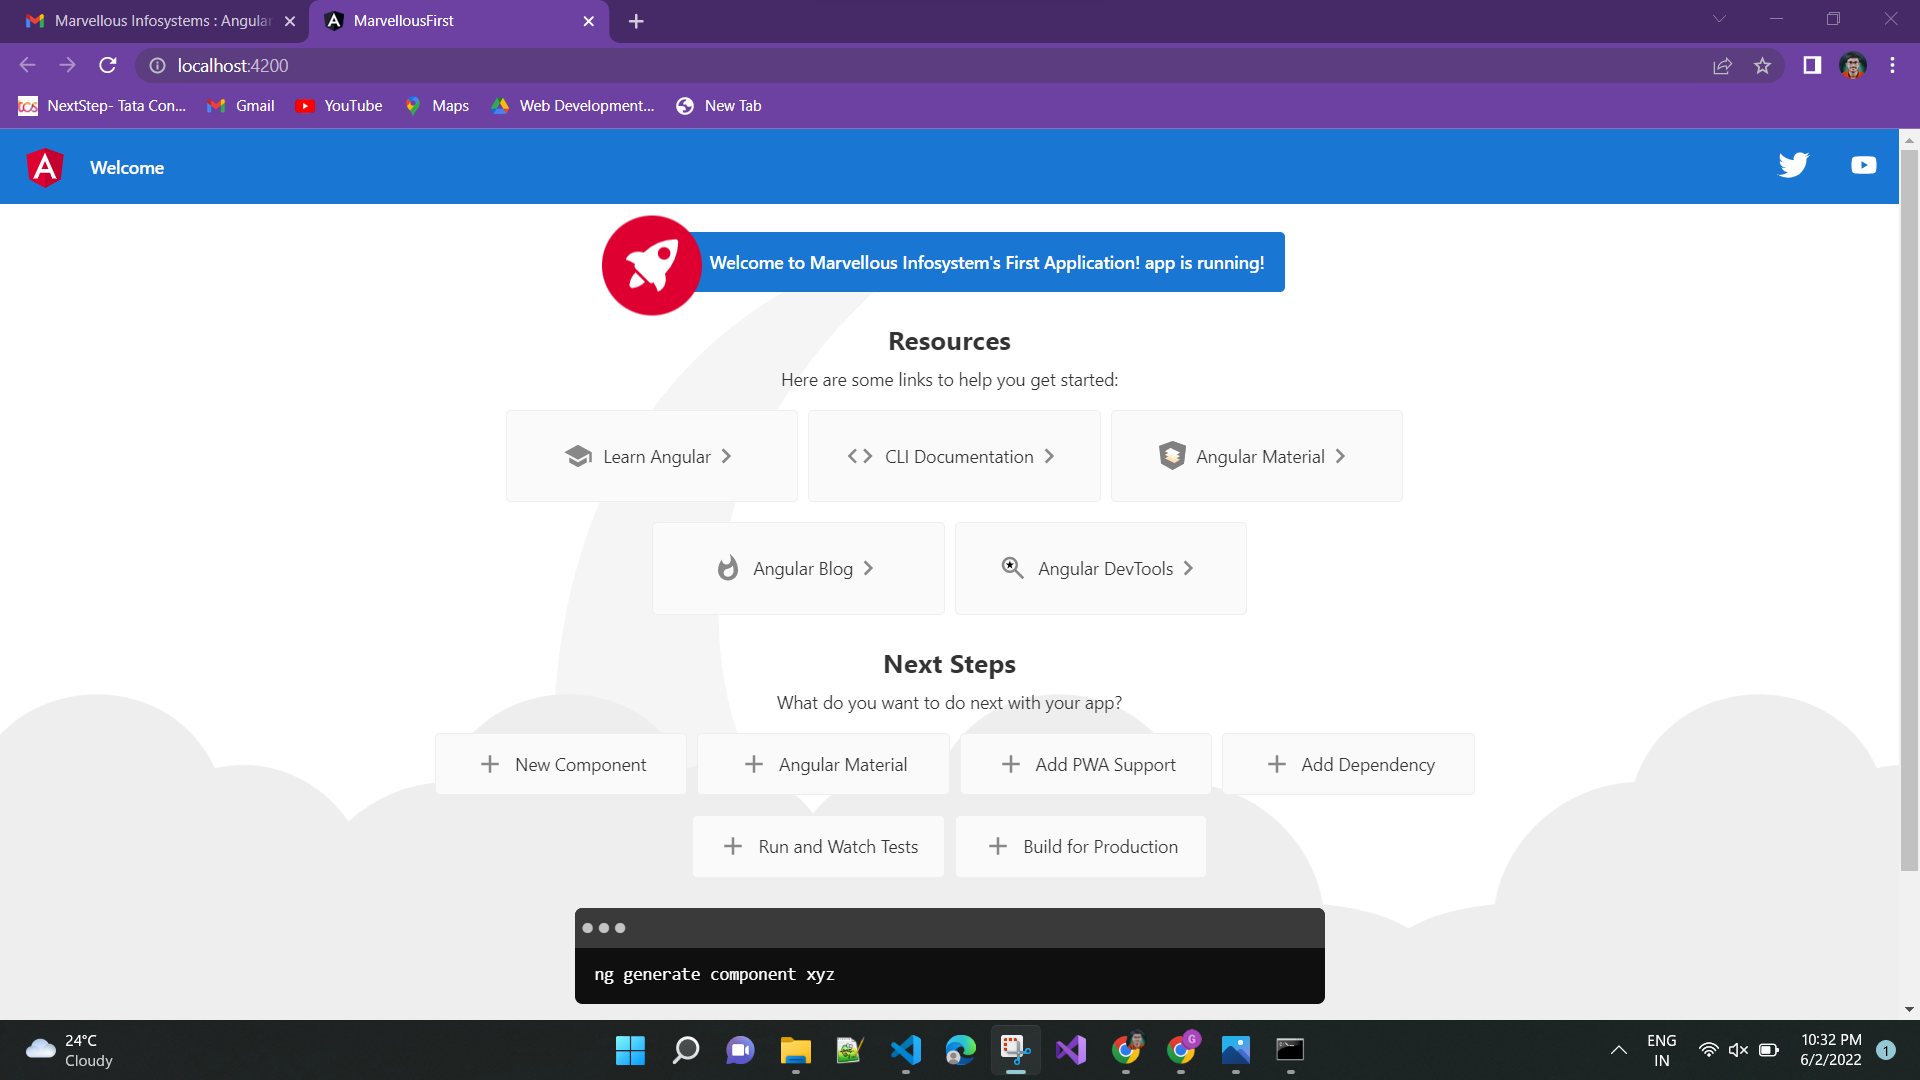 Marvellous Infosystems : Angular
MarvellousFirst
localhost:4200
NextStep- Tata Con...
Gmail
YouTube
Maps
Web Development...
New Tab
Welcome
Welcome to Marvellous Infosystem's First Application! app is running!
Resources
Here are some links to help you get started:
Learn Angular
CLI Documentation
Angular Material
Angular Blog
Angular DevTools
Next Steps
What do you want to do next with your app?
New Component
Angular Material
Add PWA Support
Add Dependency
Run and Watch Tests
Build for Production
ng generate component xyz
24°C
Cloudy
ENG
IN
10:32 PM
6/2/2022
1